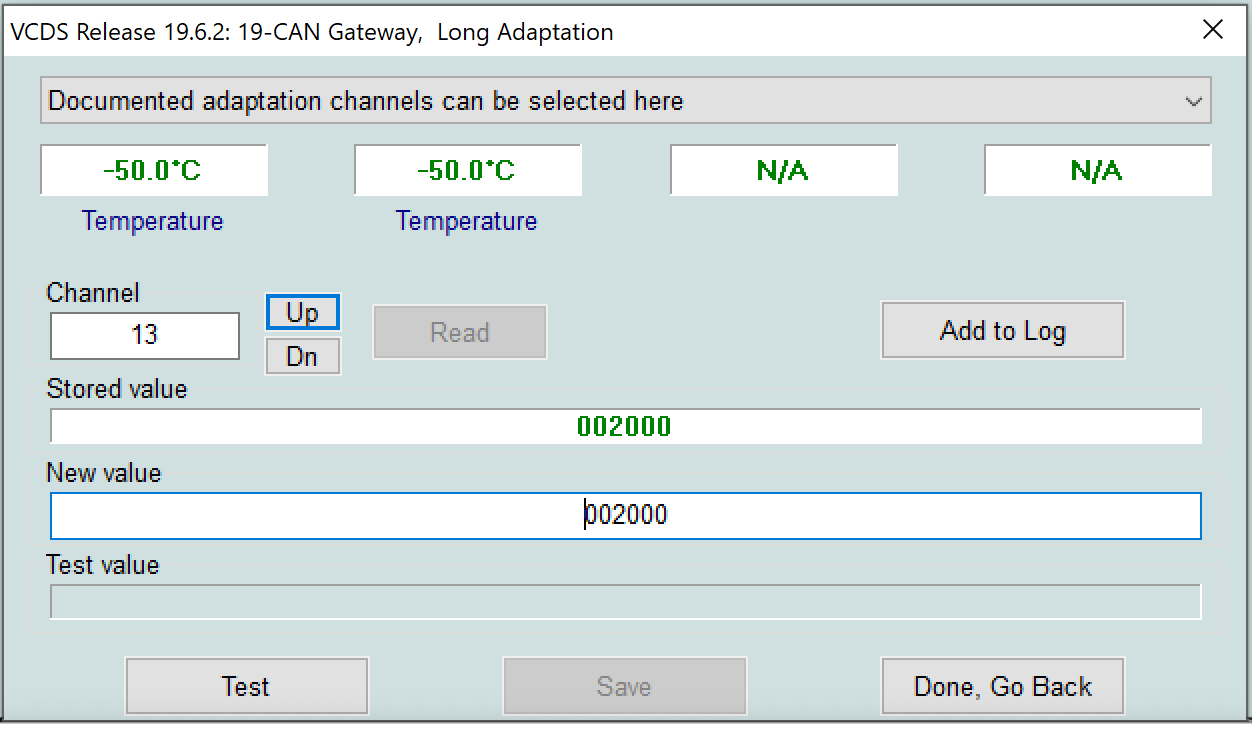 VCDS Release 19.6.2: 19-CAN Gateway,  Long Adaptation
Documented adaptation channels can be selected here
-50.0°C
-50.0°C
N/A
N/A
Temperature
Temperature
Channel
13
Up
Dn
Read
Add to Log
Stored value
002000
New value
002000
Test value
Test
Save
Done, Go Back